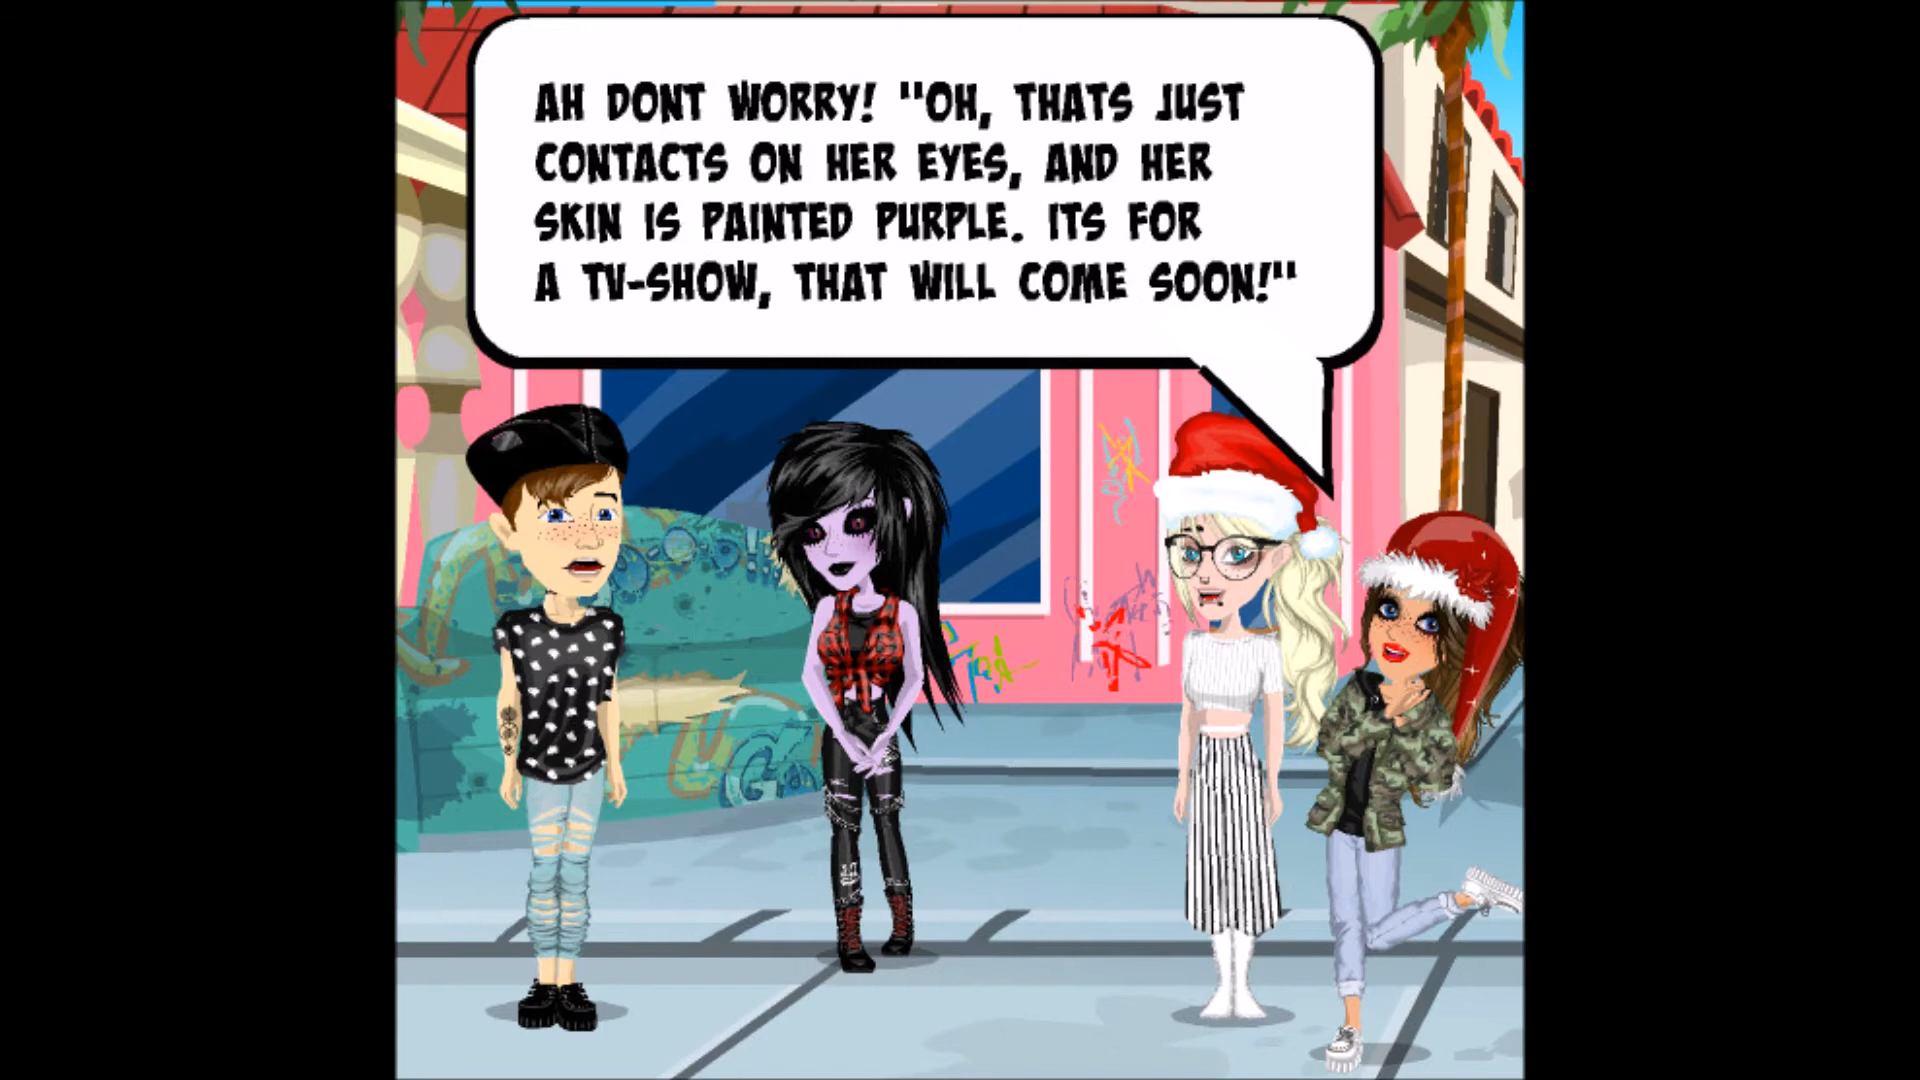 AH DONT WORRY! "OH, THATS JUST
CONTACTS ON HER EYES, AND HER
SKIN IS PAINTED PURPLE. ITS FOR
A TV-SHOW, THAT WILL COME SOON!"